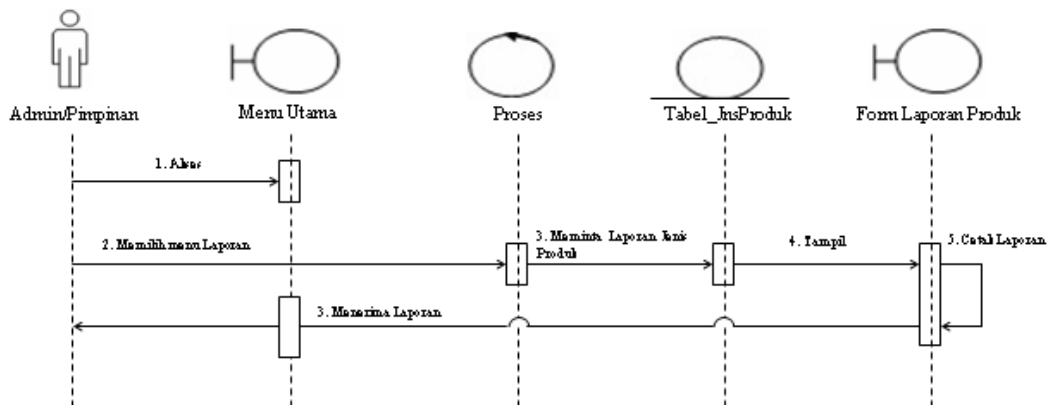 Admin/Pimpinan
Menu Utama
Proses
Tabel_JnsProduk
Form Laporan Produk
1. Akses
2. Memilih menu Laporan
3. Meminta Laporan Jenis
Produk
4. Tampil
5. Cetak Laporan
3. Menerima Laporan